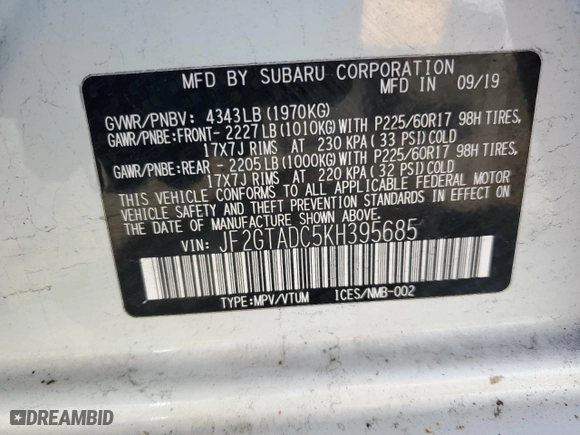 MFD BY SUBARU CORPORATION
MFD IN 09/19
GVWR/PNBV: 4343LB(1970KG)
GAWR/PNBE:FRONT- 2227LB(1010KG)WITH P225/60R17 98H TIRES,
17X7J RIMS AT 230 KPA( 33 PSI)COLD
GAWR/PNBE:REAR - 2205LB(1000KG)WITH P225/60R17 98H TIRES,
17X7J RIMS AT 220 KPA( 32 PSI)COLD
THIS VEHICLE CONFORMS TO ALL APPLICABLE FEDERAL MOTOR
VEHICLE SAFETY AND THEFT PREVENTION STANDARDS IN EFFECT ON
THE DATE OF MANUFACTURE SHOWN ABOVE.
VIN: JF2GTADC5KH395685
TYPE:MPV/VTUM ICES/NMB-002
DREAMBID